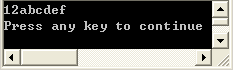 12abcdef
Press any key to continue